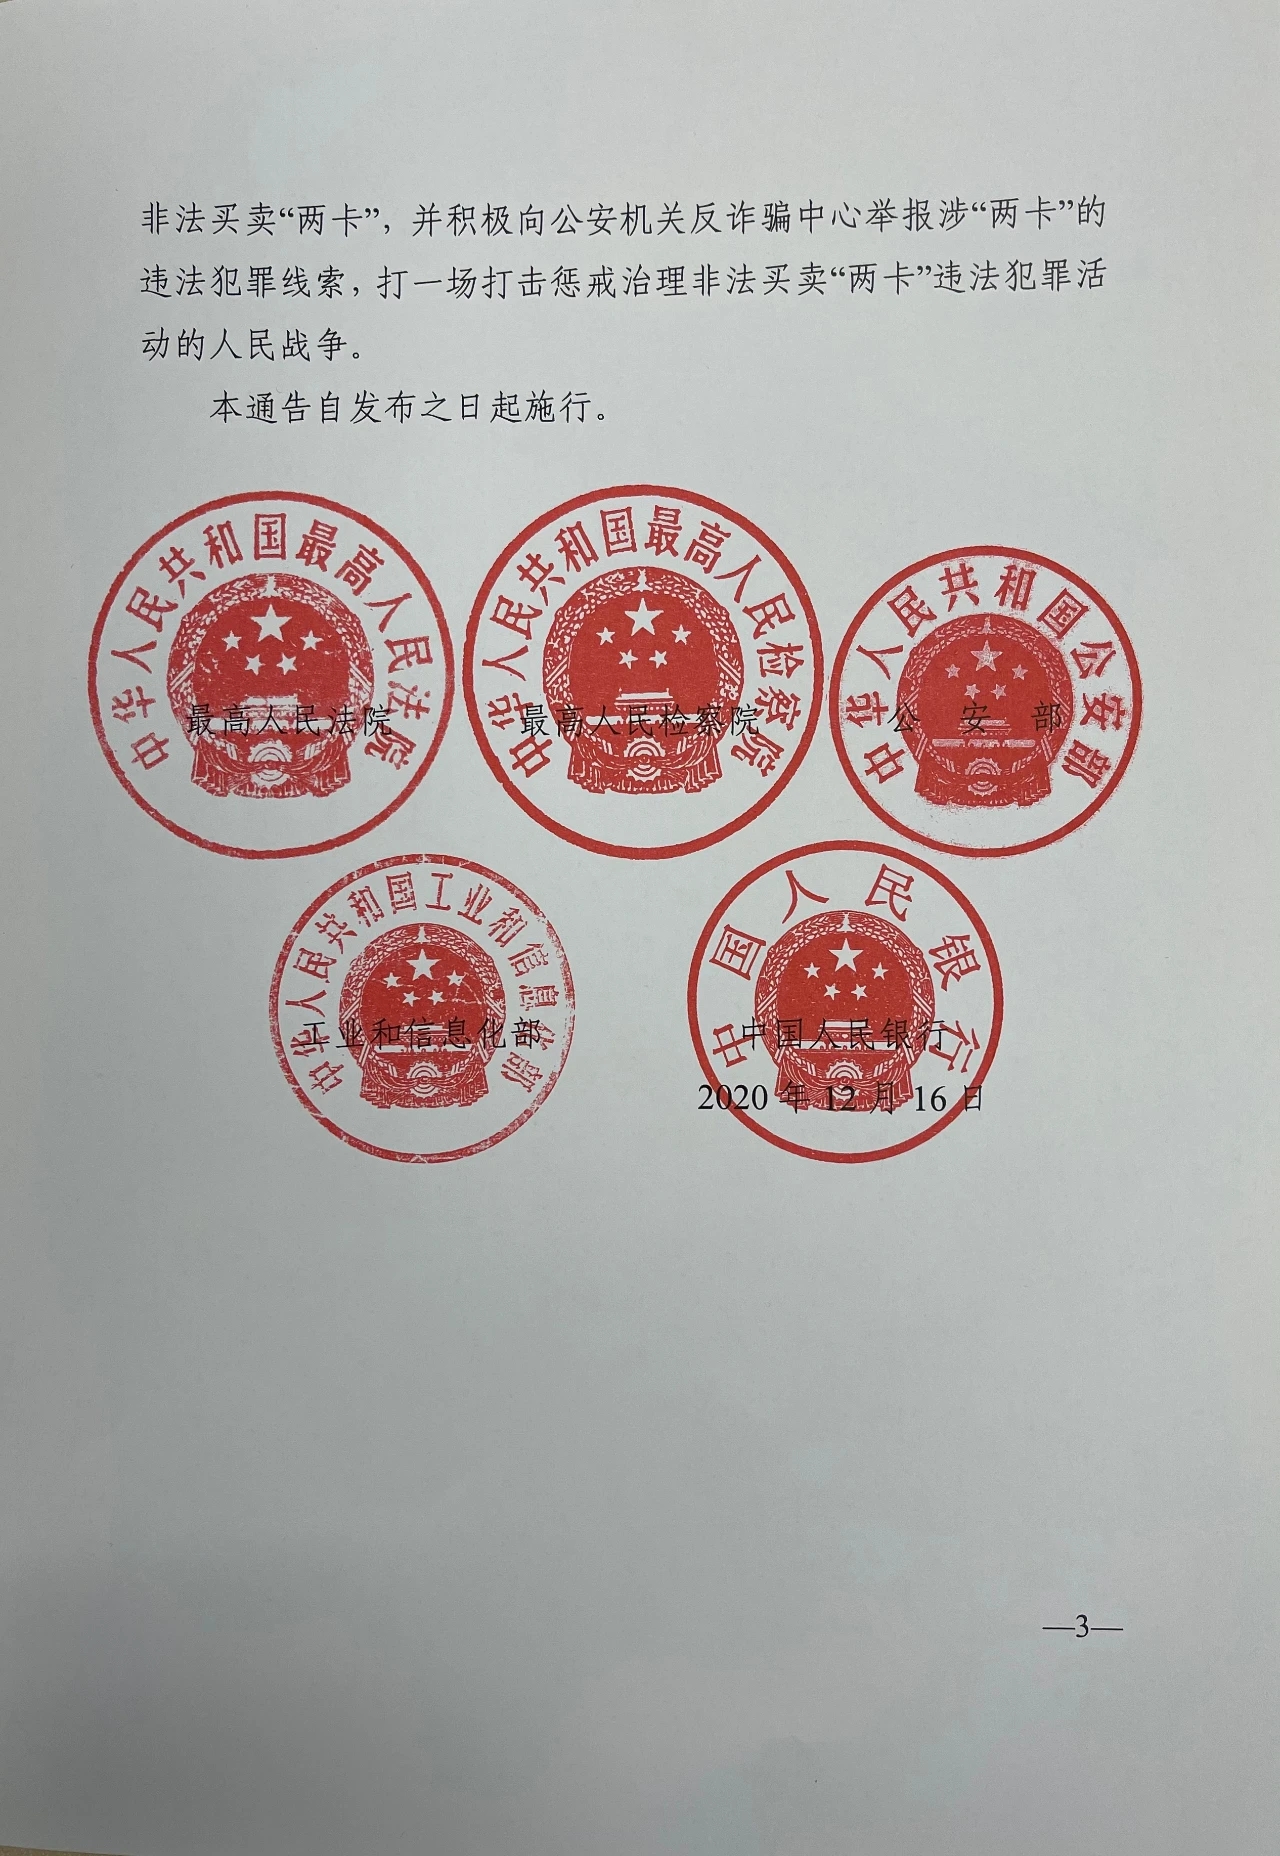 非法买卖“两卡”，并积极向公安机关反诈骗中心举报涉“两卡”的
违法犯罪线索，打一场打击惩戒治理非法买卖“两卡”违法犯罪活
动的人民战争。
本通告自发布之日起施行。
中华人民共和国最高人民法院
最高人民法院
中华人民共和国最高人民检察院
最高人民检察院
中华人民共和国公安部
公安部
中华人民共和国工业和信息化部
工业和信息化部
中国人民银行
中国人民银行
2020 年 12 月 16 日
—3—